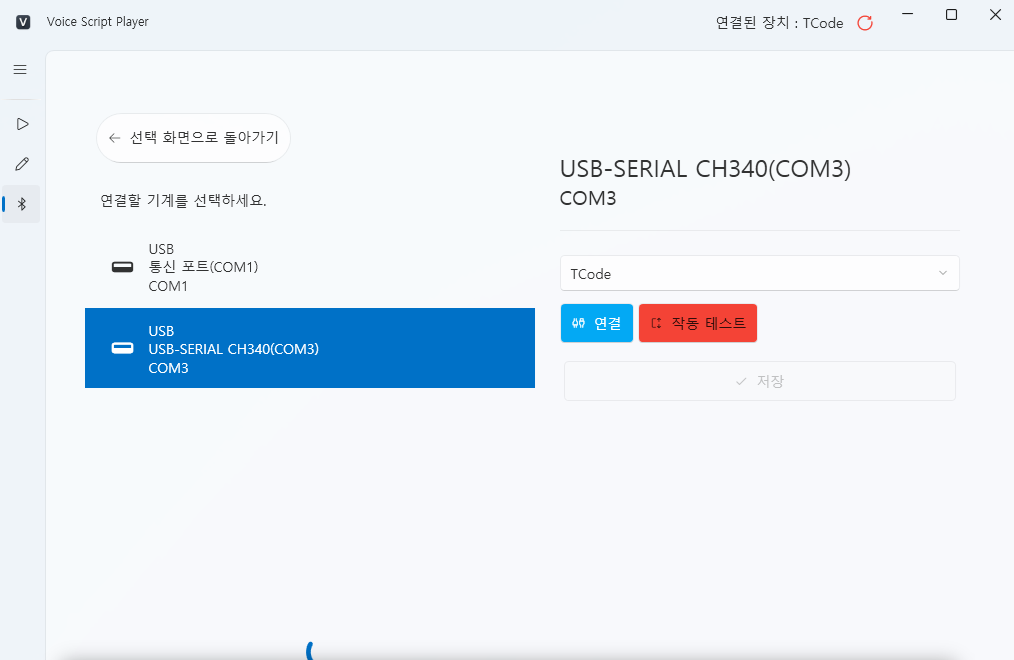 V Voice Script Player
연결된 장치 : TCode
← 선택 화면으로 돌아가기
연결할 기계를 선택하세요.
USB
통신 포트(COM1)
COM1
USB
USB-SERIAL CH340(COM3)
COM3
USB-SERIAL CH340(COM3)
COM3
TCode
연결
작동 테스트
저장